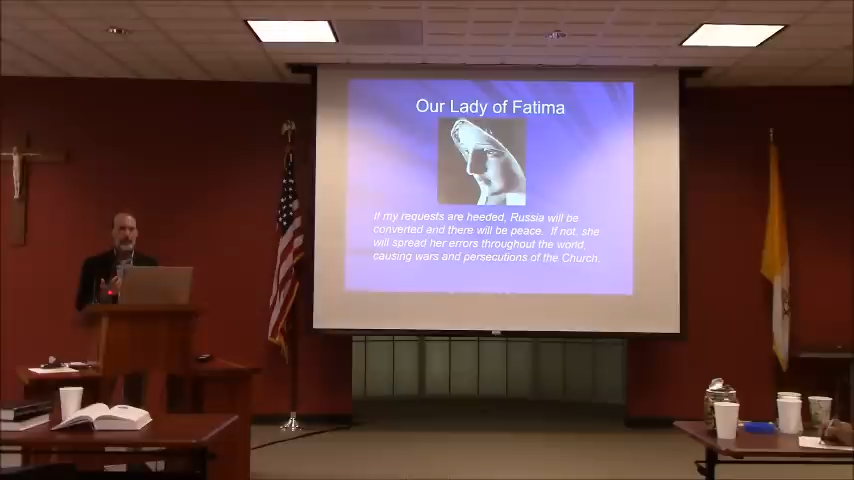 Our Lady of Fatima
If my requests are heeded, Russia will be
converted and there will be peace. If not, she
will spread her errors throughout the world,
causing wars and persecutions of the Church.